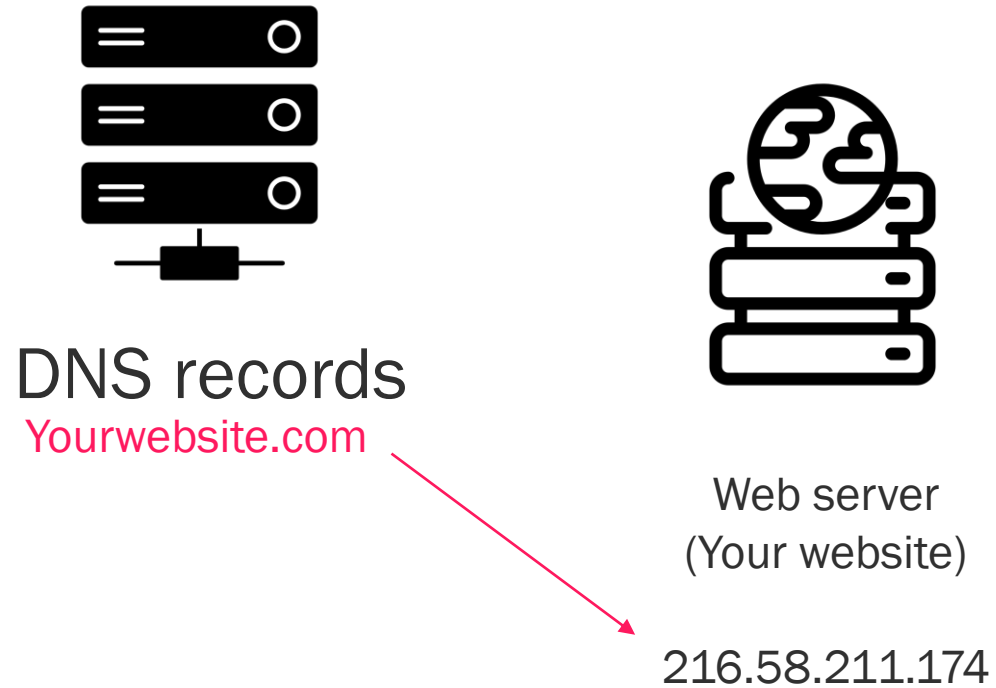 DNS records
Yourwebsite.com
Web server
(Your website)
216.58.211.174